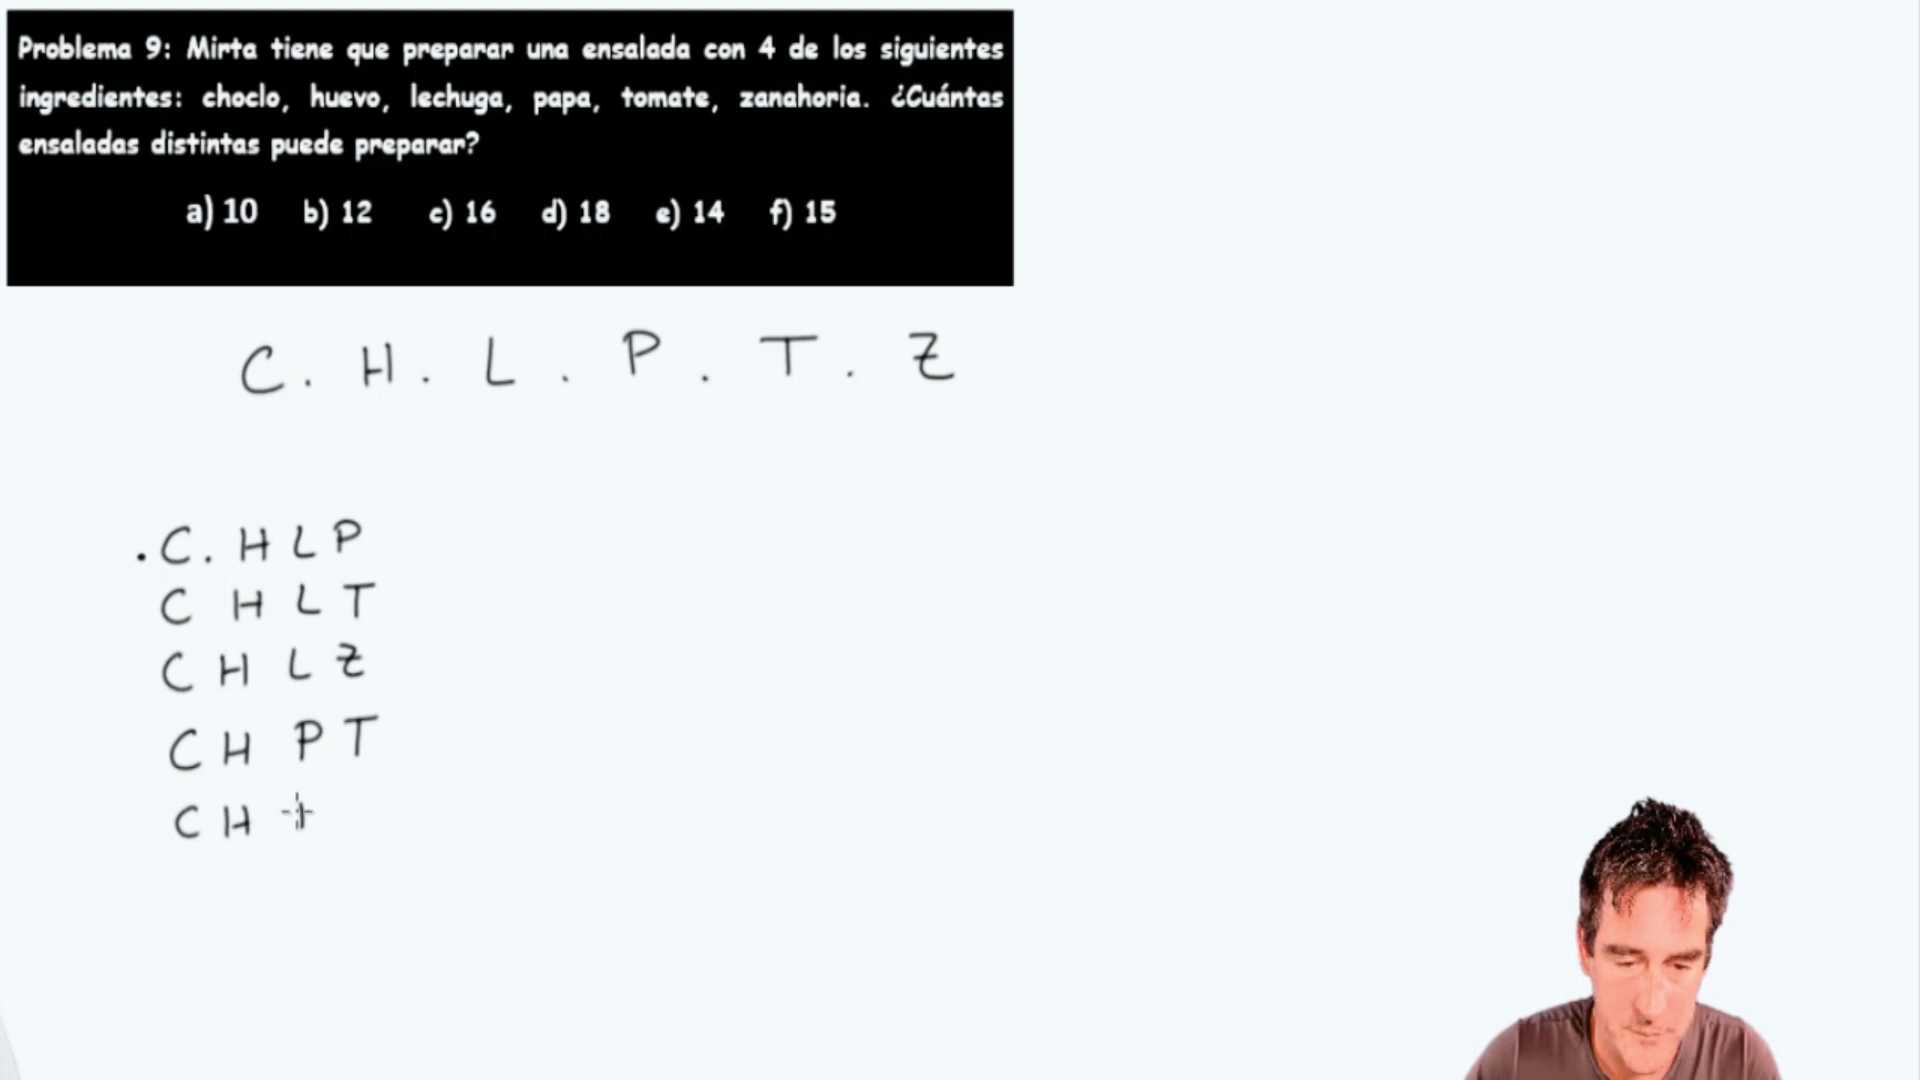 Problema 9: Mirta tiene que preparar una ensalada con 4 de los siguientes
ingredientes: choclo, huevo, lechuga, papa, tomate, zanahoria. ¿Cuántas
ensaladas distintas puede preparar?
a) 10 b) 12 c) 16 d) 18 e) 14 f) 15
C. H. L. P. T. Z
.C. H L P
C H L T
C H L Z
C H P T
C H